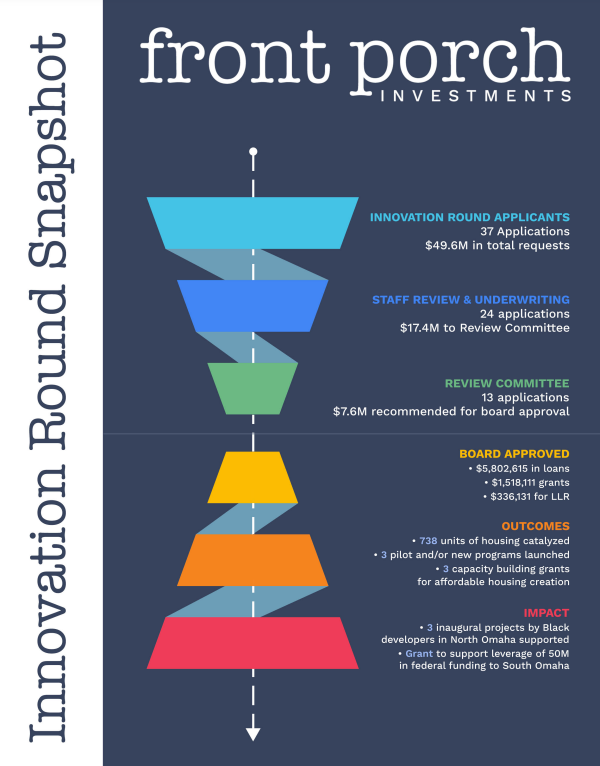 Innovation Round Snapshot
front porch
INVESTMENTS
INNOVATION ROUND APPLICANTS
37 Applications
$49.6M in total requests
STAFF REVIEW & UNDERWRITING
24 applications
$17.4M to Review Committee
REVIEW COMMITTEE
13 applications
$7.6M recommended for board approval
BOARD APPROVED
• $5,802,615 in loans
• $1,518,111 grants
• $336,131 for LLR
OUTCOMES
• 738 units of housing catalyzed
• 3 pilot and/or new programs launched
• 3 capacity building grants
for affordable housing creation
IMPACT
• 3 inaugural projects by Black
developers in North Omaha supported
• Grant to support leverage of 50M
in federal funding to South Omaha